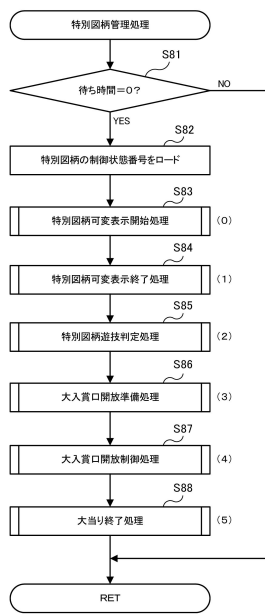 特別図柄管理処理
S81
待ち時間=0?
NO
YES
S82
特別図柄の制御状態番号をロード
S83
特別図柄可変表示開始処理
(0)
S84
特別図柄可変表示終了処理
(1)
S85
特別図柄遊技判定処理
(2)
S86
大入賞口開放準備処理
(3)
S87
大入賞口開放制御処理
(4)
S88
大当り終了処理
(5)
RET